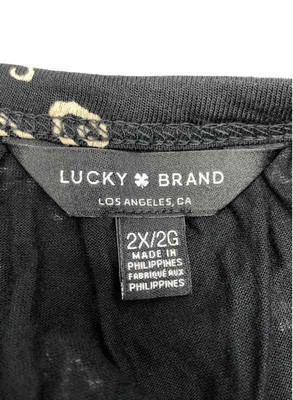 LUCKY BRAND
LOS ANGELES, CA
2X/2G
MADE IN
PHILIPPINES
FABRIQUÉ AUX
PHILIPPINES